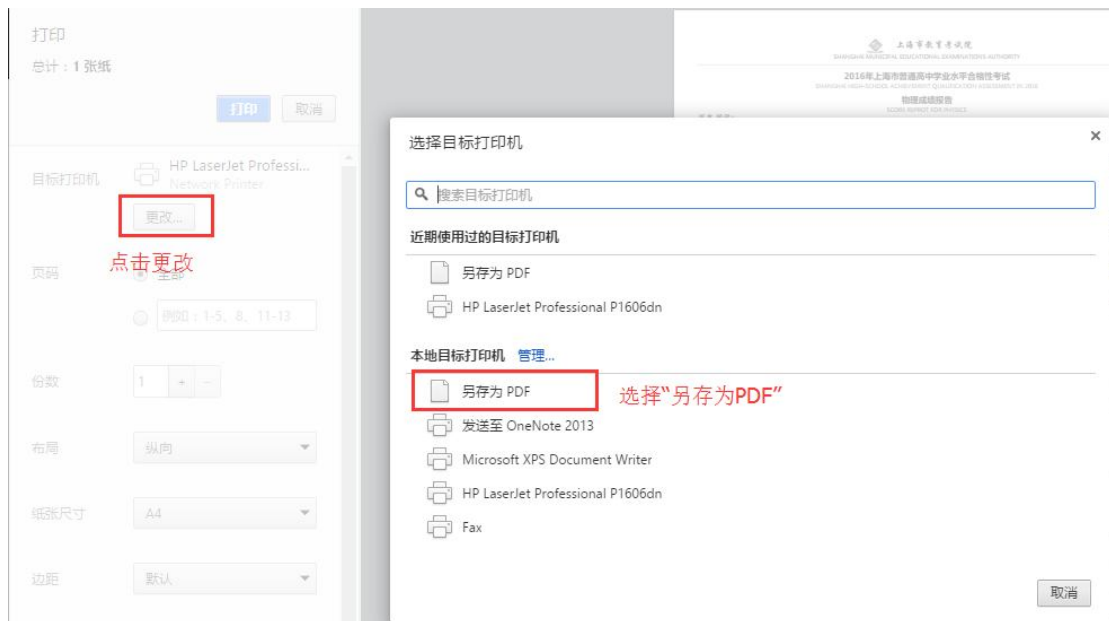 打印
总计：1 张纸
打印
取消
目标打印机
HP LaserJet Professi...
Network Printer
更改...
点击更改
页码
全部
例如：1-5、8、11-13
份数
1
+
-
布局
纵向
纸张尺寸
A4
边距
默认
上海市教育考试院
SHANGHAI MUNICIPAL EDUCATIONAL EXAMINATIONS AUTHORITY
2016年上海市普通高中学业水平合格性考试
物理成绩报告
选择目标打印机
×
搜索目标打印机
近期使用过的目标打印机
另存为 PDF
HP LaserJet Professional P1606dn
本地目标打印机 管理...
另存为 PDF
选择“另存为PDF”
发送至 OneNote 2013
Microsoft XPS Document Writer
HP LaserJet Professional P1606dn
Fax
取消